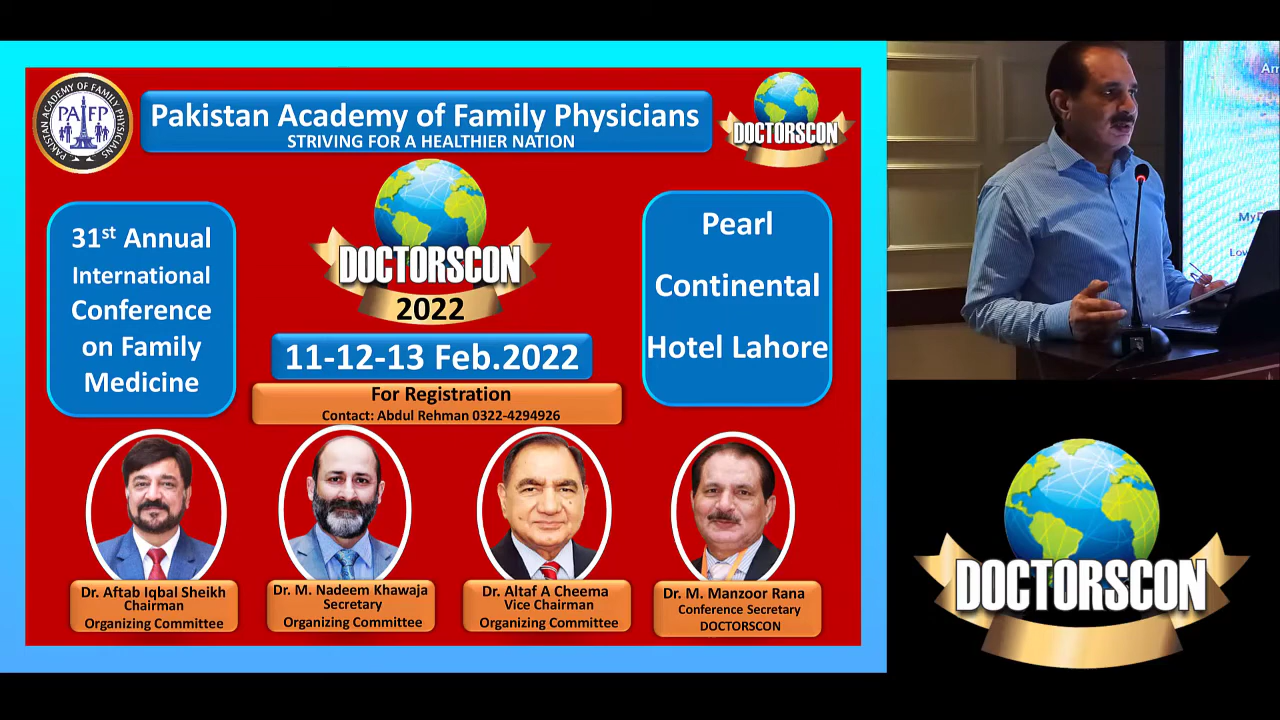 PAKISTAN ACADEMY OF FAMILY PHYSICIANS
PAFP
Pakistan Academy of Family Physicians
STRIVING FOR A HEALTHIER NATION
DOCTORSCON
31st Annual
International
Conference
on Family
Medicine
DOCTORSCON
2022
11-12-13 Feb.2022
For Registration
Contact: Abdul Rehman 0322-4294926
Pearl
Continental
Hotel Lahore
Dr. Aftab Iqbal Sheikh
Chairman
Organizing Committee
Dr. M. Nadeem Khawaja
Secretary
Organizing Committee
Dr. Altaf A Cheema
Vice Chairman
Organizing Committee
Dr. M. Manzoor Rana
Conference Secretary
DOCTORSCON
DOCTORSCON